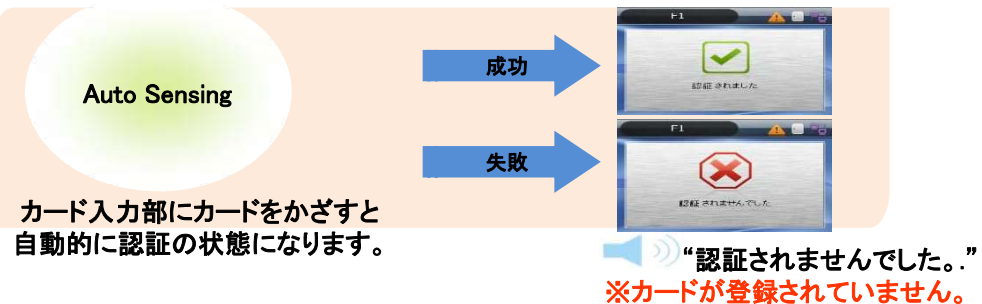 F1
成功
認証されました
Auto Sensing
F1
失敗
認証されませんでした
カード入力部にカードをかざすと
自動的に認証の状態になります。
“認証されませんでした。.”
※カードが登録されていません。